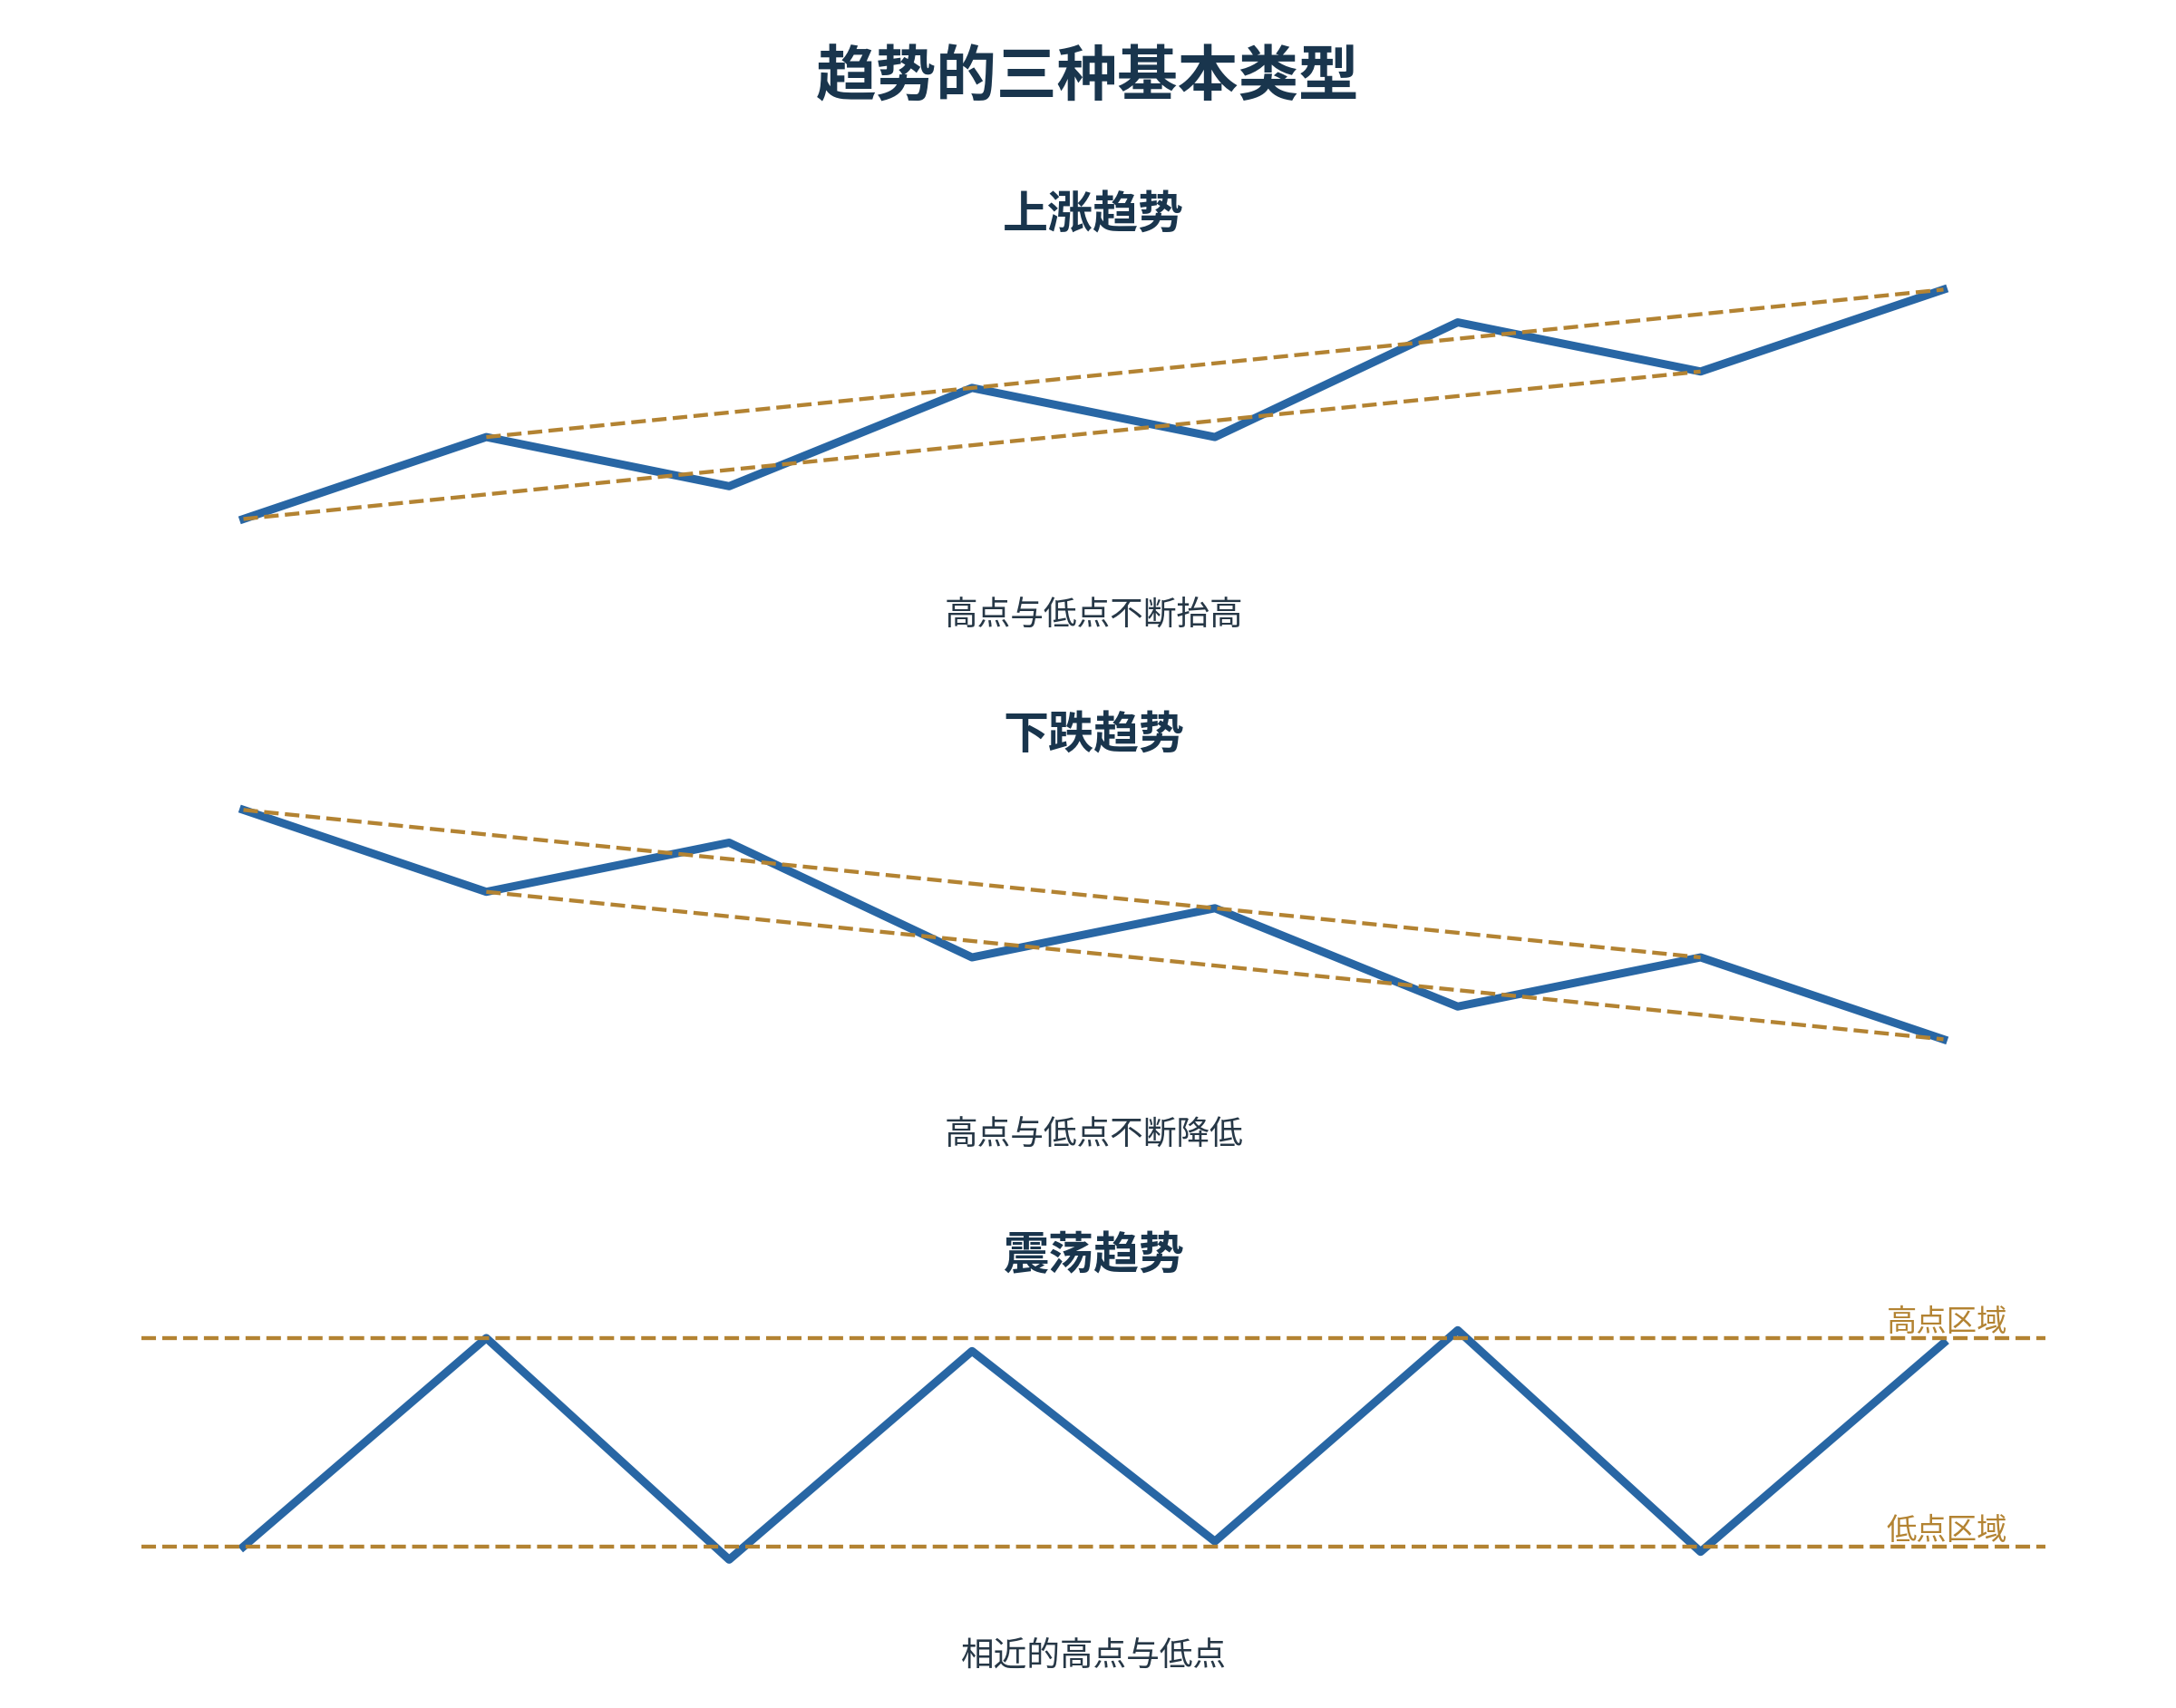 趋势的三种基本类型
上涨趋势
高点与低点不断抬高
下跌趋势
高点与低点不断降低
震荡趋势
高点区域
低点区域
相近的高点与低点